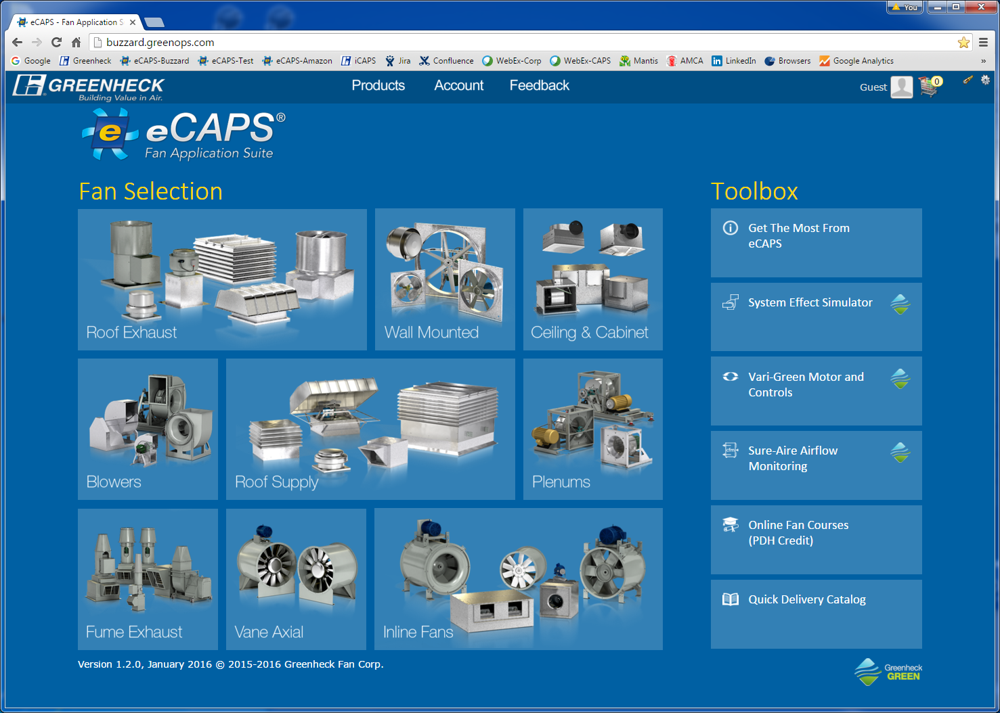 You
eCAPS - Fan Application S
buzzard.greenops.com
Google Greenheck eCAPS-Buzzard eCAPS-Test eCAPS-Amazon iCAPS Jira Confluence WebEx-Corp WebEx-CAPS Mantis AMCA LinkedIn Browsers Google Analytics »
GREENHECK
Building Value in Air.
Products Account Feedback
Guest 0
e eCAPS®
Fan Application Suite
Fan Selection
Roof Exhaust
Wall Mounted
Ceiling & Cabinet
Blowers
Roof Supply
Plenums
Fume Exhaust
Vane Axial
Inline Fans
Toolbox
Get The Most From
eCAPS
System Effect Simulator
Vari-Green Motor and
Controls
cfm
Sure-Aire Airflow
Monitoring
Online Fan Courses
(PDH Credit)
Quick Delivery Catalog
Version 1.2.0, January 2016 © 2015-2016 Greenheck Fan Corp.
Greenheck
GREEN